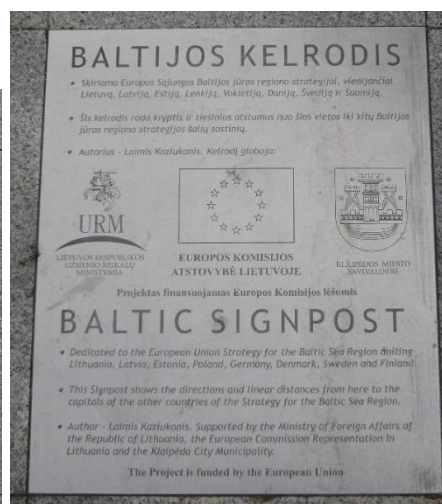 BALTIJOS KELRODIS
• Skiriama Europos Sąjungos Baltijos jūros regiono strategijai, vienijančiai
Lietuvą, Latviją, Estiją, Lenkiją, Vokietiją, Daniją, Švediją ir Suomiją.
• Šis kelrodis rodo kryptis ir tiesinius atstumus nuo šios vietos iki kitų Baltijos
jūros regiono strategijos šalių sostinių.
• Autorius - Laimis Kaziukonis. Kelrodį globoja:
URM
LIETUVOS RESPUBLIKOS
UŽSIENIO REIKALŲ
MINISTERIJA
EUROPOS KOMISIJOS
ATSTOVYBĖ LIETUVOJE
KLAIPĖDOS MIESTO
SAVIVALDYBĖ
Projektas finansuojamas Europos Komisijos lėšomis
BALTIC SIGNPOST
• Dedicated to the European Union Strategy for the Baltic Sea Region uniting
Lithuania, Latvia, Estonia, Poland, Germany, Denmark, Sweden and Finland.
• This Signpost shows the directions and linear distances from here to the
capitals of the other countries of the Strategy for the Baltic Sea Region.
• Author - Laimis Kaziukonis. Supported by the Ministry of Foreign Affairs of
the Republic of Lithuania, the European Commission Representation in
Lithuania and the Klaipėda City Municipality.
The Project is funded by the European Union